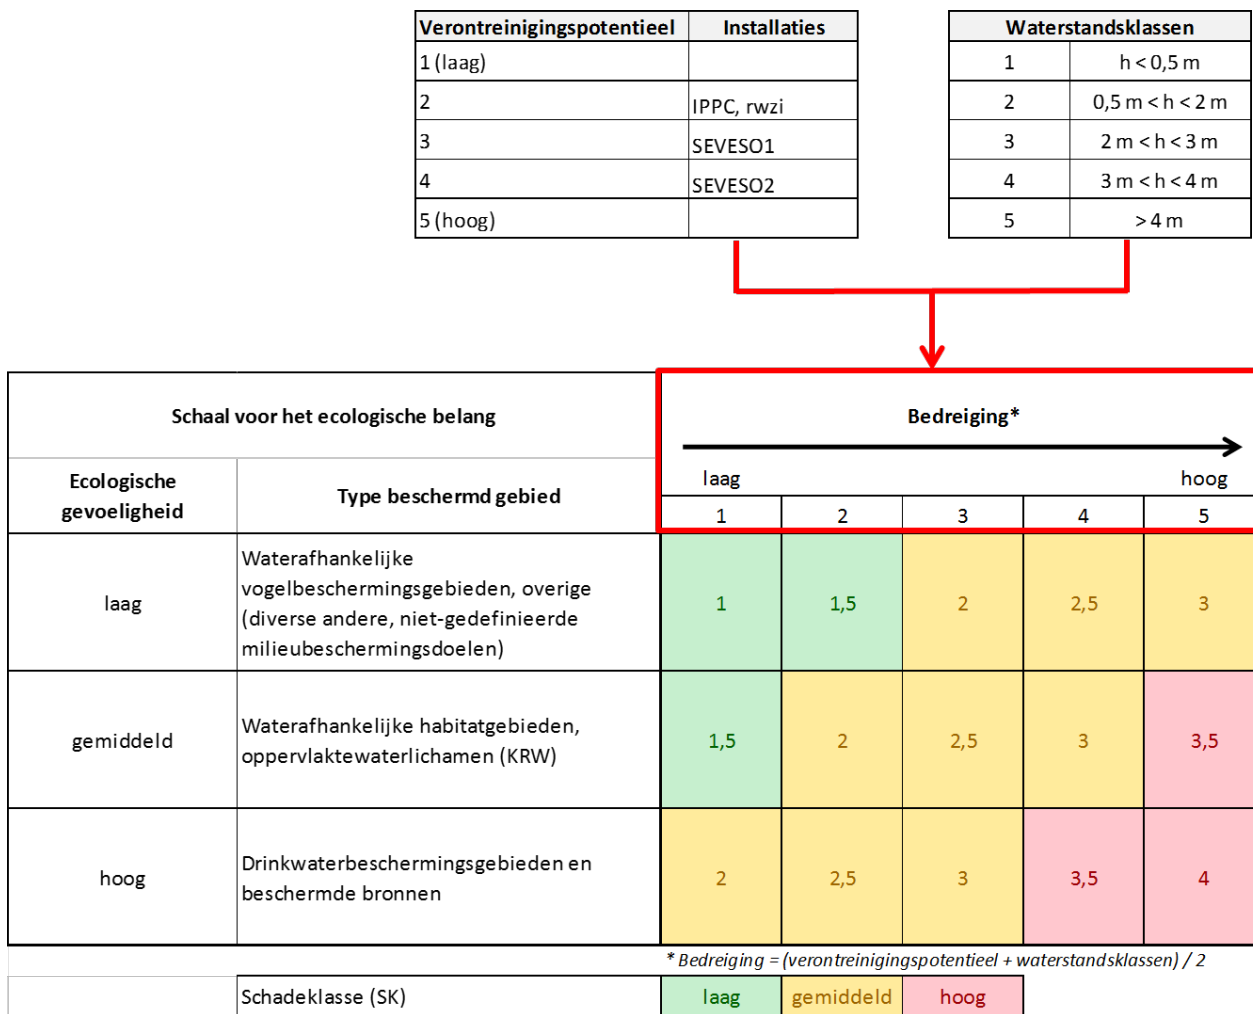 Verontreinigingspotentieel Installaties
1 (laag)
2 IPPC, rwzi
3 SEVESO1
4 SEVESO2
5 (hoog)
Waterstandsklassen
1 h < 0,5 m
2 0,5 m < h < 2 m
3 2 m < h < 3 m
4 3 m < h < 4 m
5 > 4 m
Schaal voor het ecologische belang
Bedreiging*
laag hoog
Ecologische
gevoeligheid
Type beschermd gebied
1 2 3 4 5
laag
Waterafhankelijke
vogelbeschermingsgebieden, overige
(diverse andere, niet-gedefinieerde
milieubeschermingsdoelen)
1 1,5 2 2,5 3
gemiddeld
Waterafhankelijke habitatgebieden,
oppervlaktewaterlichamen (KRW)
1,5 2 2,5 3 3,5
hoog
Drinkwaterbeschermingsgebieden en
beschermde bronnen
2 2,5 3 3,5 4
* Bedreiging = (verontreinigingspotentieel + waterstandsklassen) / 2
Schadeklasse (SK) laag gemiddeld hoog